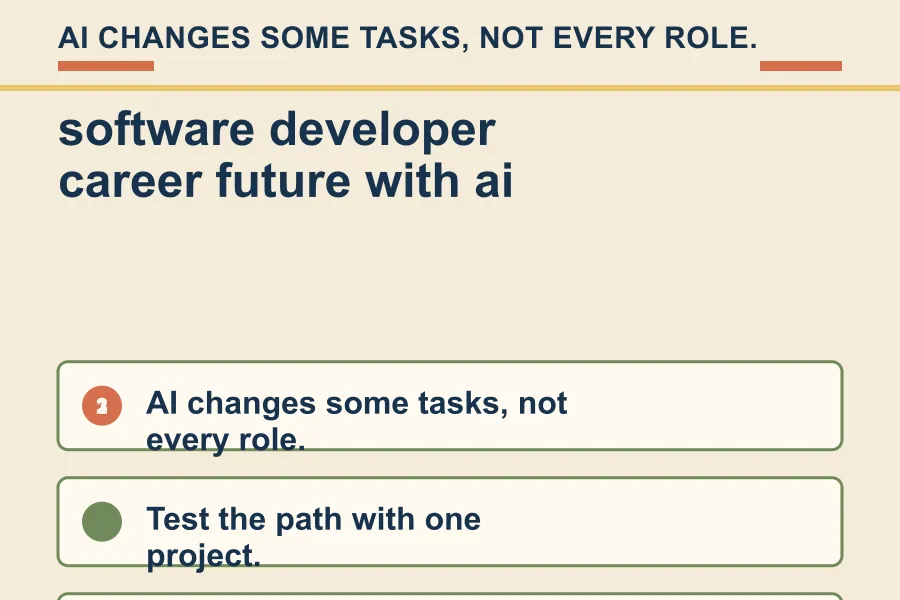 AI CHANGES SOME TASKS, NOT EVERY ROLE.
software developer
career future with ai
AI changes some tasks, not
every role.
Test the path with one
project.